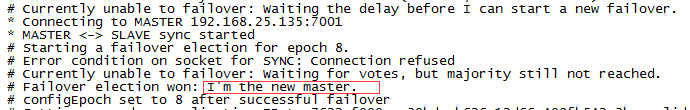 # Currently unable to failover: Waiting the delay before I can start a new failover.
* Connecting to MASTER 192.168.25.135:7001
* MASTER <-> SLAVE sync started
# Starting a failover election for epoch 8.
# Error condition on socket for SYNC: Connection refused
# Currently unable to failover: Waiting for votes, but majority still not reached.
# Failover election won: I'm the new master.
# configEpoch set to 8 after successful failover